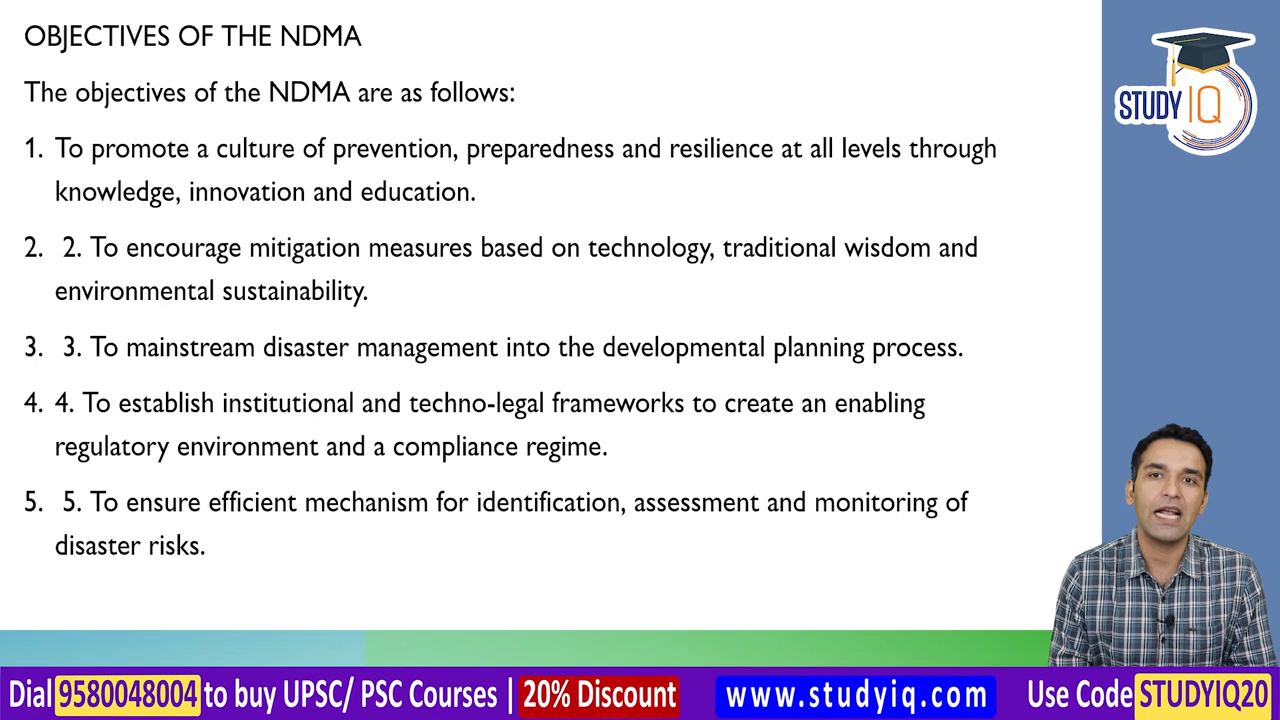 OBJECTIVES OF THE NDMA
The objectives of the NDMA are as follows:
1. To promote a culture of prevention, preparedness and resilience at all levels through
knowledge, innovation and education.
2. 2. To encourage mitigation measures based on technology, traditional wisdom and
environmental sustainability.
3. 3. To mainstream disaster management into the developmental planning process.
4. 4. To establish institutional and techno-legal frameworks to create an enabling
regulatory environment and a compliance regime.
5. 5. To ensure efficient mechanism for identification, assessment and monitoring of
disaster risks.
STUDY IQ
Dial 9580048004 to buy UPSC/ PSC Courses | 20% Discount www.studyiq.com Use Code STUDYIQ20